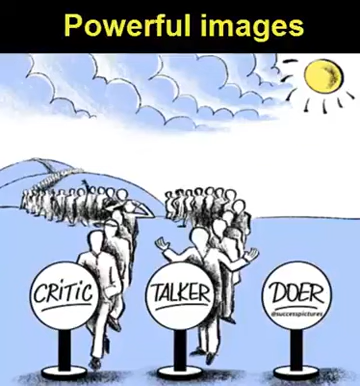 Powerful images
CRITIC
TALKER
DOER
@successpictures